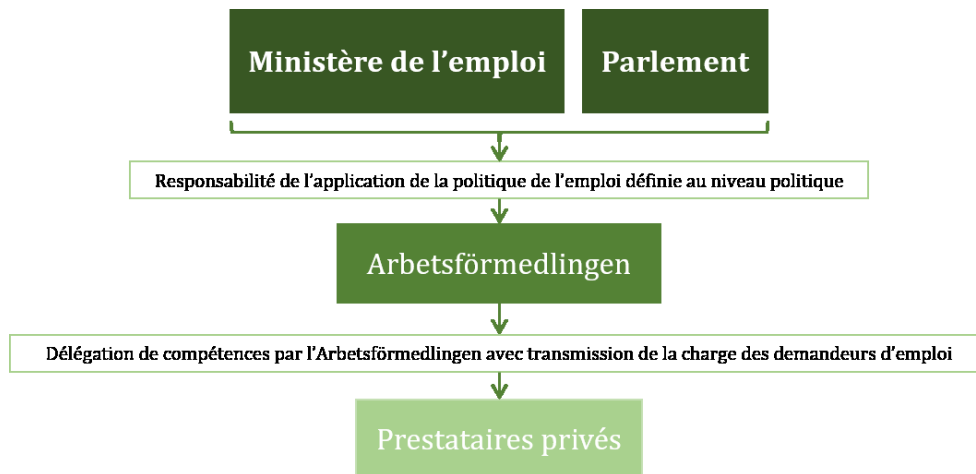 Ministère de l'emploi
Parlement
Responsabilité de l'application de la politique de l'emploi définie au niveau politique
Arbetsförmedlingen
Délégation de compétences par l'Arbetsförmedlingen avec transmission de la charge des demandeurs d'emploi
Prestataires privés